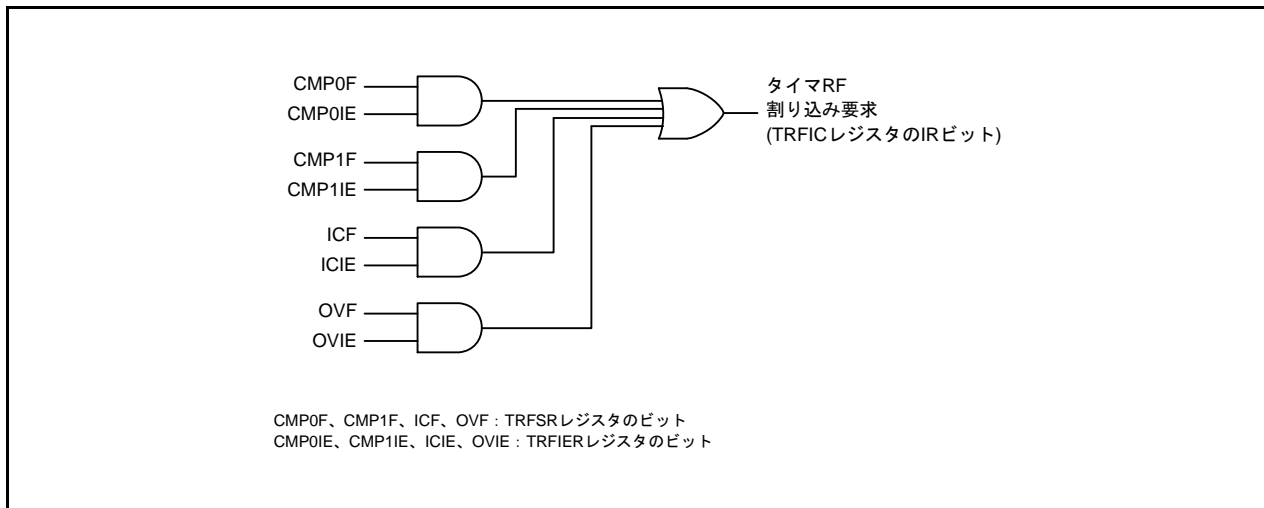 CMP0F
CMP0IE
CMP1F
CMP1IE
ICF
ICIE
OVF
OVIE
タイマRF
割り込み要求
(TRFICレジスタのIRビット)
CMP0F、CMP1F、ICF、OVF：TRFSRレジスタのビット
CMP0IE、CMP1IE、ICIE、OVIE：TRFIERレジスタのビット